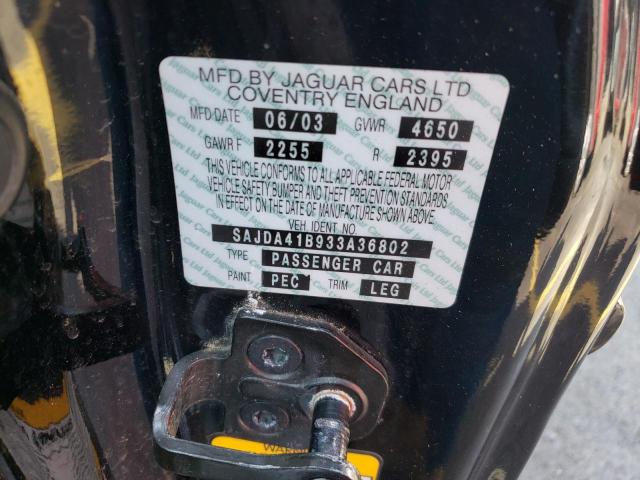 MFD BY JAGUAR CARS LTD
COVENTRY ENGLAND
MFD DATE 06/03 GVWR 4650
GAWR F 2255 R 2395
THIS VEHICLE CONFORMS TO ALL APPLICABLE FEDERAL MOTOR
VEHICLE SAFETY BUMPER AND THEFT PREVENTION STANDARDS
IN EFFECT ON THE DATE OF MANUFACTURE SHOWN ABOVE.
VEH IDENT NO.
SAJDA41B933A36802
TYPE PASSENGER CAR
PAINT PEC TRIM LEG